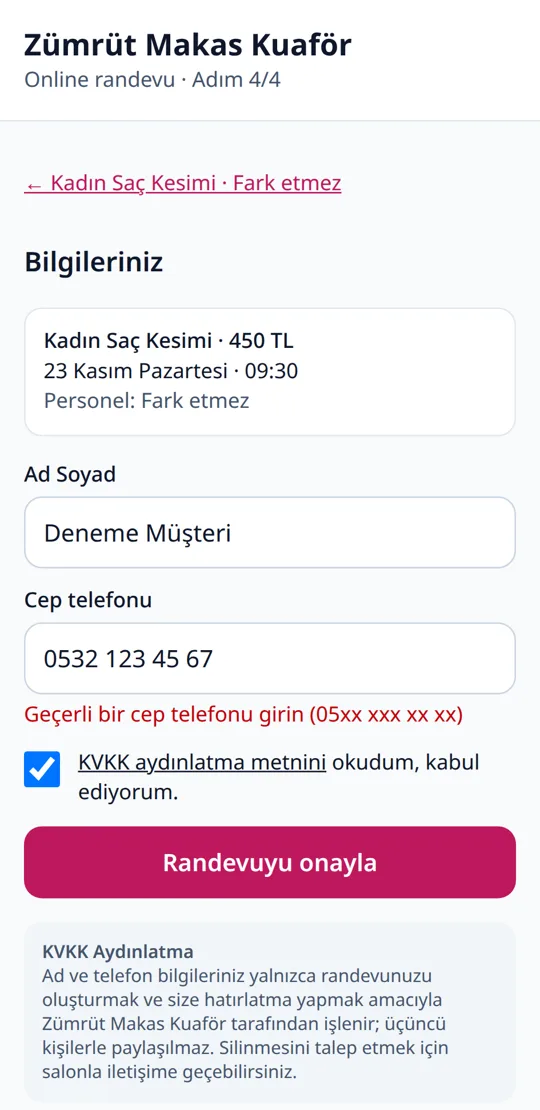 Zümrüt Makas Kuaför
Online randevu · Adım 4/4
← Kadın Saç Kesimi · Fark etmez
Bilgileriniz
Kadın Saç Kesimi · 450 TL
23 Kasım Pazartesi · 09:30
Personel: Fark etmez
Ad Soyad
Deneme Müşteri
Cep telefonu
0532 123 45 67
Geçerli bir cep telefonu girin (05xx xxx xx xx)
KVKK aydınlatma metnini okudum, kabul
ediyorum.
Randevuyu onayla
KVKK Aydınlatma
Ad ve telefon bilgileriniz yalnızca randevunuzu
oluşturmak ve size hatırlatma yapmak amacıyla
Zümrüt Makas Kuaför tarafından işlenir; üçüncü
kişilerle paylaşılmaz. Silinmesini talep etmek için
salonla iletişime geçebilirsiniz.